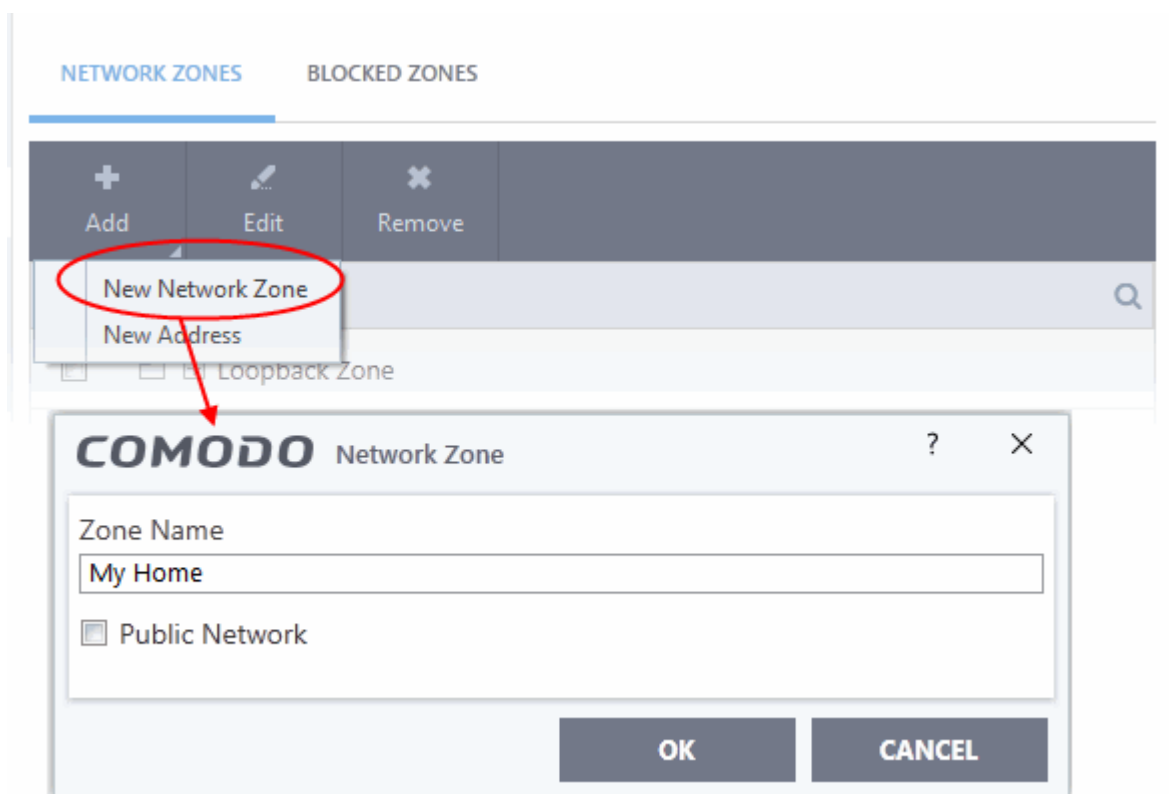 NETWORK ZONES BLOCKED ZONES
Add Edit Remove
New Network Zone
New Address
Loopback Zone
COMODO Network Zone ?
Zone Name
My Home
Public Network
OK CANCEL